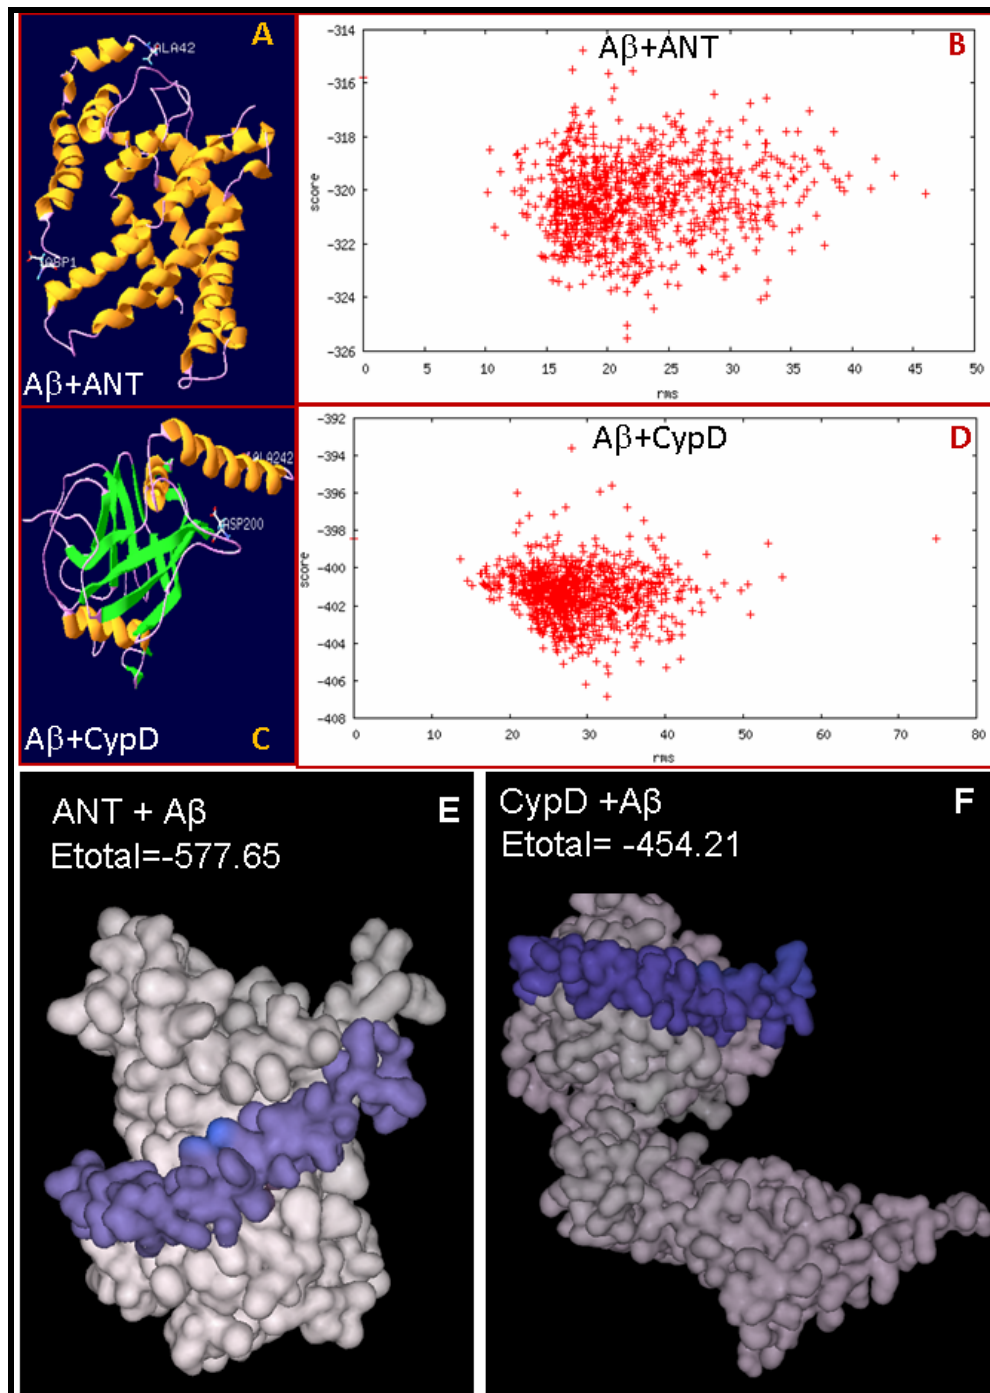 A
ALA42
ASP1
Aβ+ANT
Aβ+ANT
B
-314
-316
-318
-320
-322
-324
-326
score
0 5 10 15 20 25 30 35 40 45 50
rms
ALA242
ASP200
Aβ+CypD
C
Aβ+CypD
D
-392
-394
-396
-398
-400
-402
-404
-406
-408
score
0 10 20 30 40 50 60 70 80
rms
ANT + Aβ
E
Etotal=-577.65
CypD +Aβ
F
Etotal= -454.21